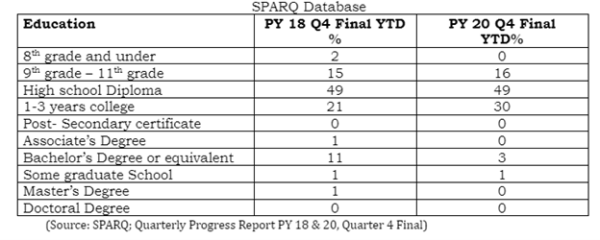 SPARQ Database
Education PY 18 Q4 Final YTD % PY 20 Q4 Final YTD%
8th grade and under 2 0
9th grade – 11th grade 15 16
High school Diploma 49 49
1-3 years college 21 30
Post- Secondary certificate 0 0
Associate's Degree 1 0
Bachelor's Degree or equivalent 11 3
Some graduate School 1 1
Master's Degree 1 0
Doctoral Degree 0 0
(Source: SPARQ; Quarterly Progress Report PY 18 & 20, Quarter 4 Final)